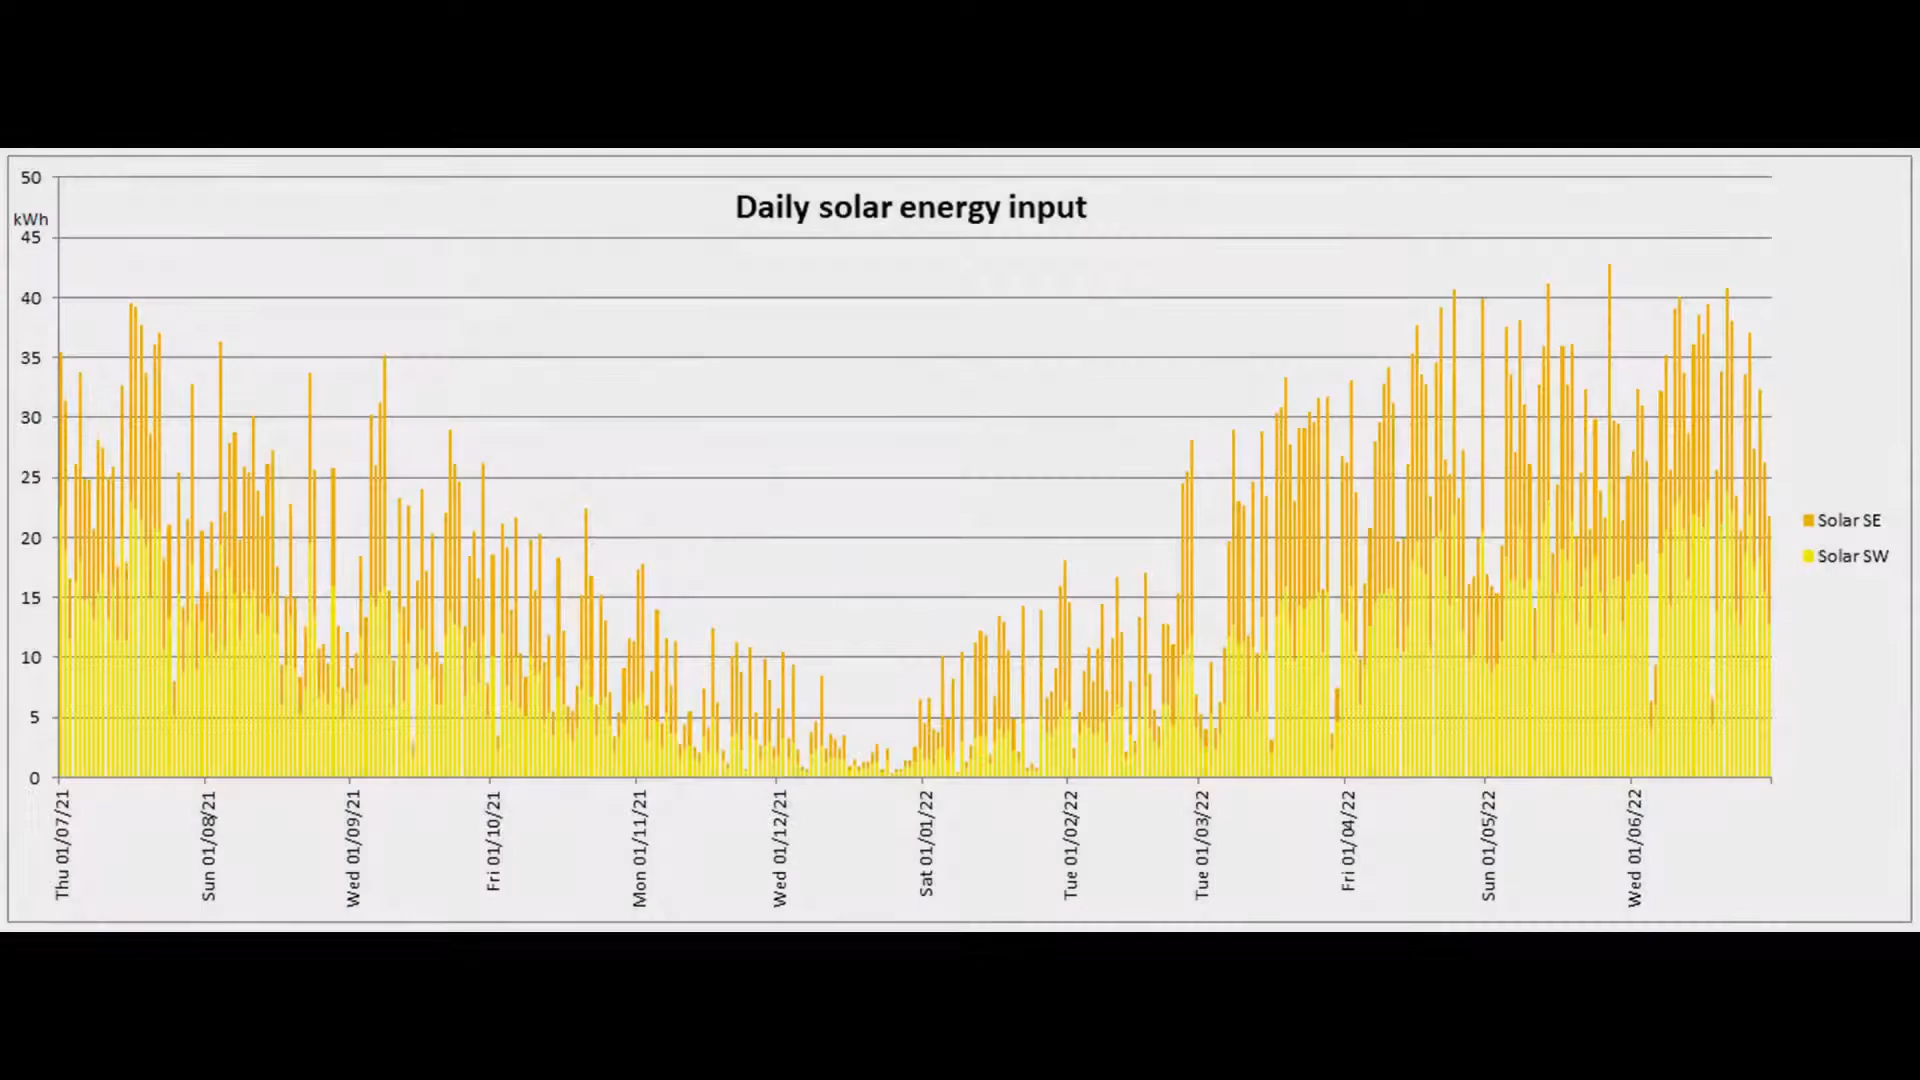 Daily solar energy input
50
kWh
45
40
35
30
25
20
15
10
5
0
Thu 01/07/21
Sun 01/08/21
Wed 01/09/21
Fri 01/10/21
Mon 01/11/21
Wed 01/12/21
Sat 01/01/22
Tue 01/02/22
Tue 01/03/22
Fri 01/04/22
Sun 01/05/22
Wed 01/06/22
Solar SE
Solar SW